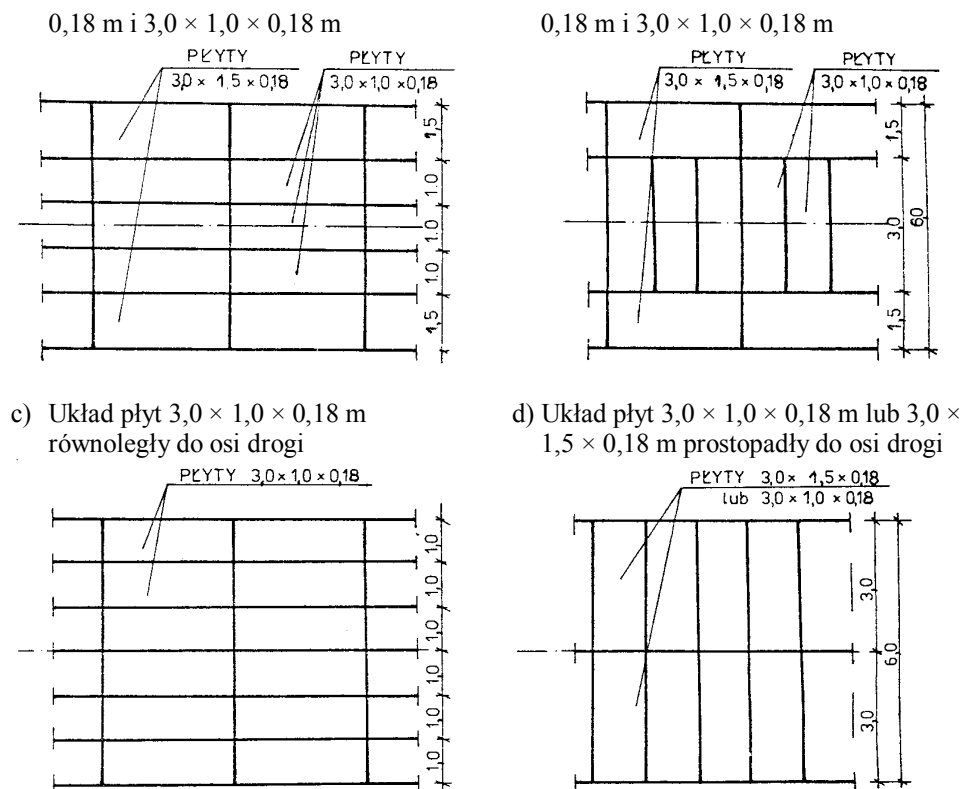 0,18 m i 3,0 × 1,0 × 0,18 m
PŁYTY
3,0 × 1,5 × 0,18
PŁYTY
3,0 × 1,0 × 0,18
1,5
1.0
1.0
1.0
1,5
0,18 m i 3,0 × 1,0 × 0,18 m
PŁYTY
3,0 × 1,5 × 0,18
PŁYTY
3,0 × 1,0 × 0,18
1,5
3,0
1,5
60
c) Układ płyt 3,0 × 1,0 × 0,18 m
równoległy do osi drogi
PŁYTY 3,0 × 1,0 × 0,18
1,0
1,0
1,0
1,0
1,0
1,0
d) Układ płyt 3,0 × 1,0 × 0,18 m lub 3,0 ×
1,5 × 0,18 m prostopadły do osi drogi
PŁYTY 3,0 × 1,5 × 0,18
lub 3,0 × 1,0 × 0,18
3,0
3,0
6,0